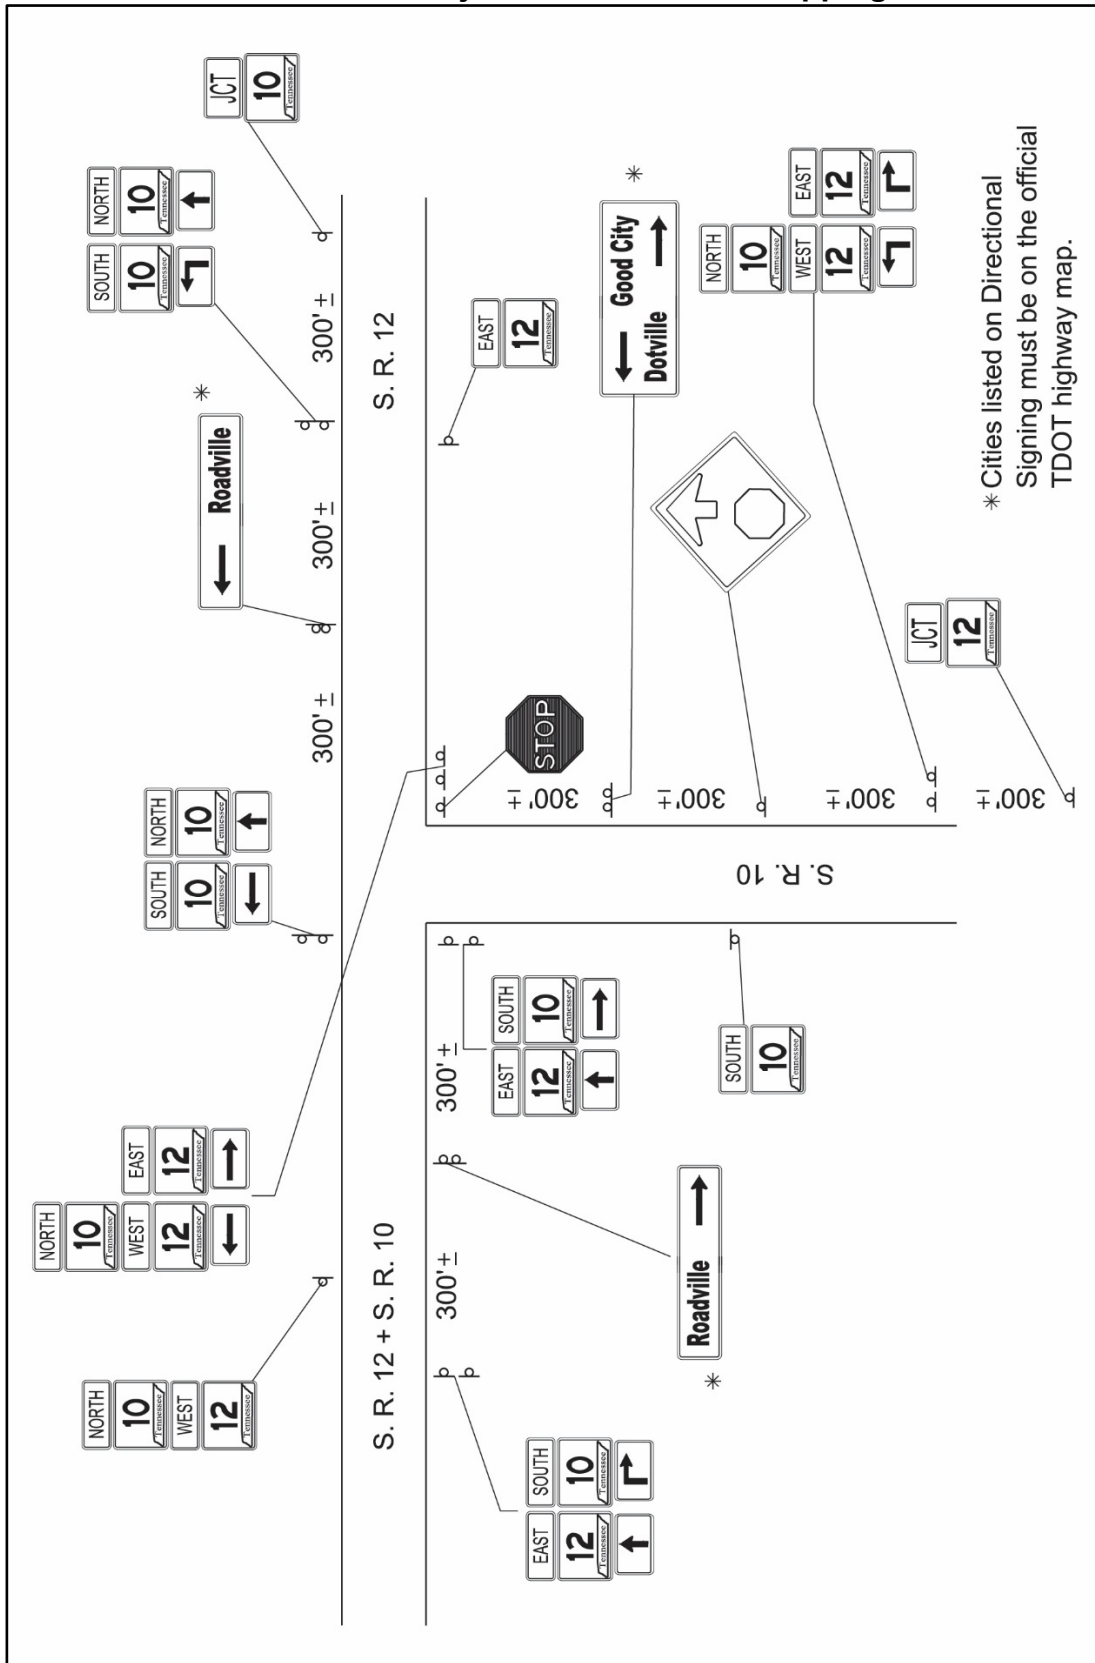 NORTH
10
Tennessee
WEST
12
Tennessee
NORTH
10
Tennessee
WEST
12
Tennessee
EAST
12
Tennessee
SOUTH
10
Tennessee
NORTH
10
Tennessee
Roadville
*
SOUTH
10
Tennessee
NORTH
10
Tennessee
JCT
10
Tennessee
300' ±
300' ±
300' ±
S. R. 12 + S. R. 10
S. R. 12
300' ±
300' ±
EAST
12
Tennessee
SOUTH
10
Tennessee
EAST
12
Tennessee
SOUTH
10
Tennessee
* Roadville
SOUTH
10
Tennessee
S. R. 10
STOP
300' ±
300' ±
300' ±
300' ±
EAST
12
Tennessee
Good City
Dotville
*
NORTH
10
Tennessee
WEST
12
Tennessee
EAST
12
Tennessee
JCT
12
Tennessee
* Cities listed on Directional
Signing must be on the official
TDOT highway map.